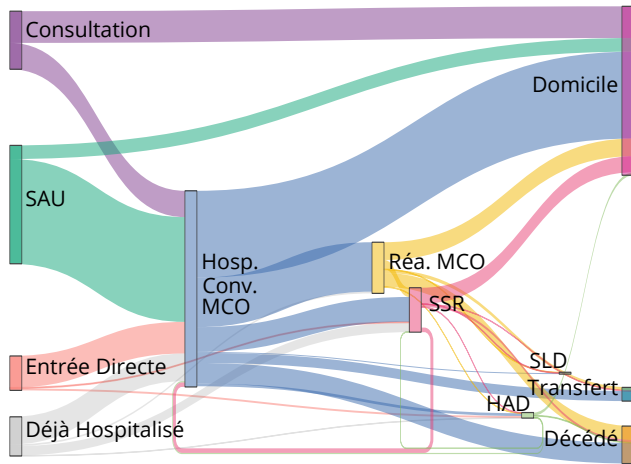 Consultation
Domicile
SAU
Hosp.
Conv.
MCO
Réa. MCO
SSR
Entrée Directe
SLD
Transfert
HAD
Déjà Hospitalisé
Décédé